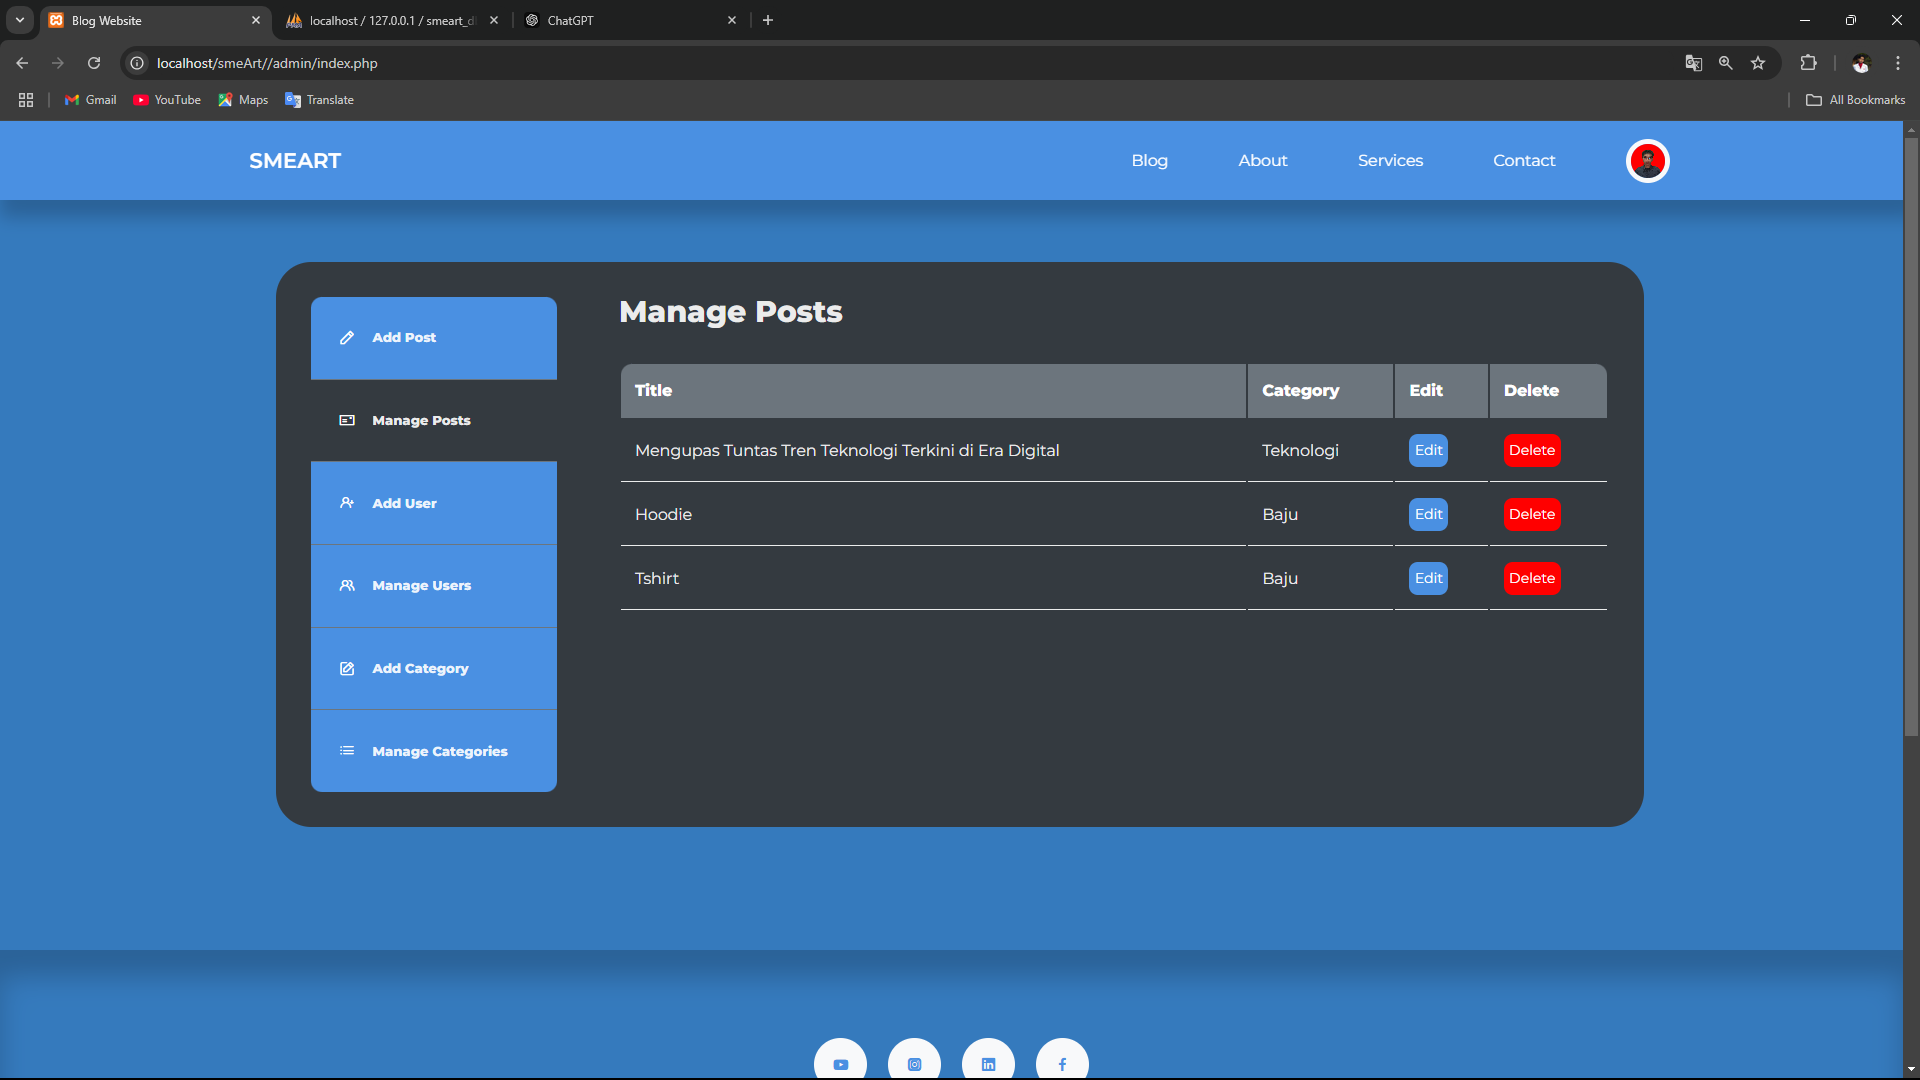 Blog Website
localhost / 127.0.0.1 / smeart_d
ChatGPT
localhost/smeArt//admin/index.php
Gmail
YouTube
Maps
Translate
All Bookmarks
SMEART
Blog
About
Services
Contact
Add Post
Manage Posts
Add User
Manage Users
Add Category
Manage Categories
Manage Posts
Title Category Edit Delete
Mengupas Tuntas Tren Teknologi Terkini di Era Digital Teknologi Edit Delete
Hoodie Baju Edit Delete
Tshirt Baju Edit Delete